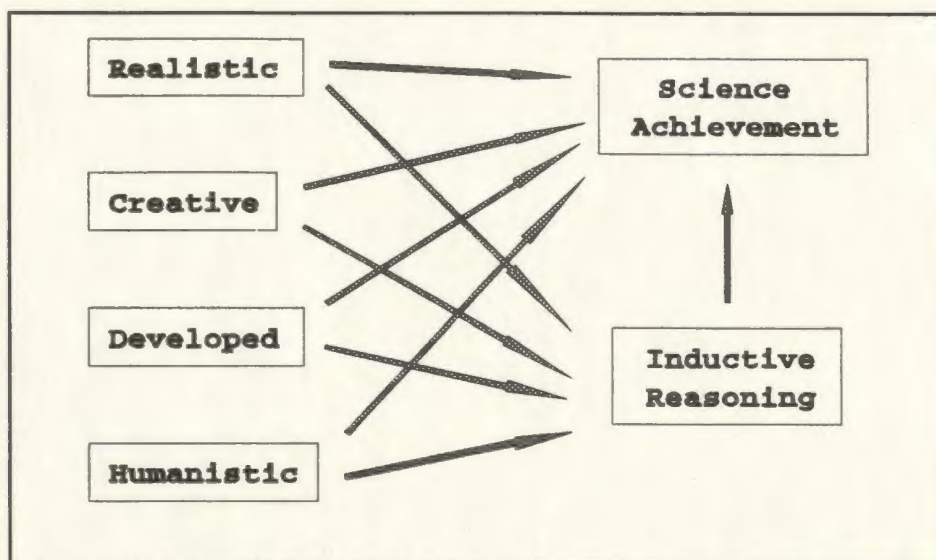 Realistic
Creative
Developed
Humanistic
Science
Achievement
Inductive
Reasoning